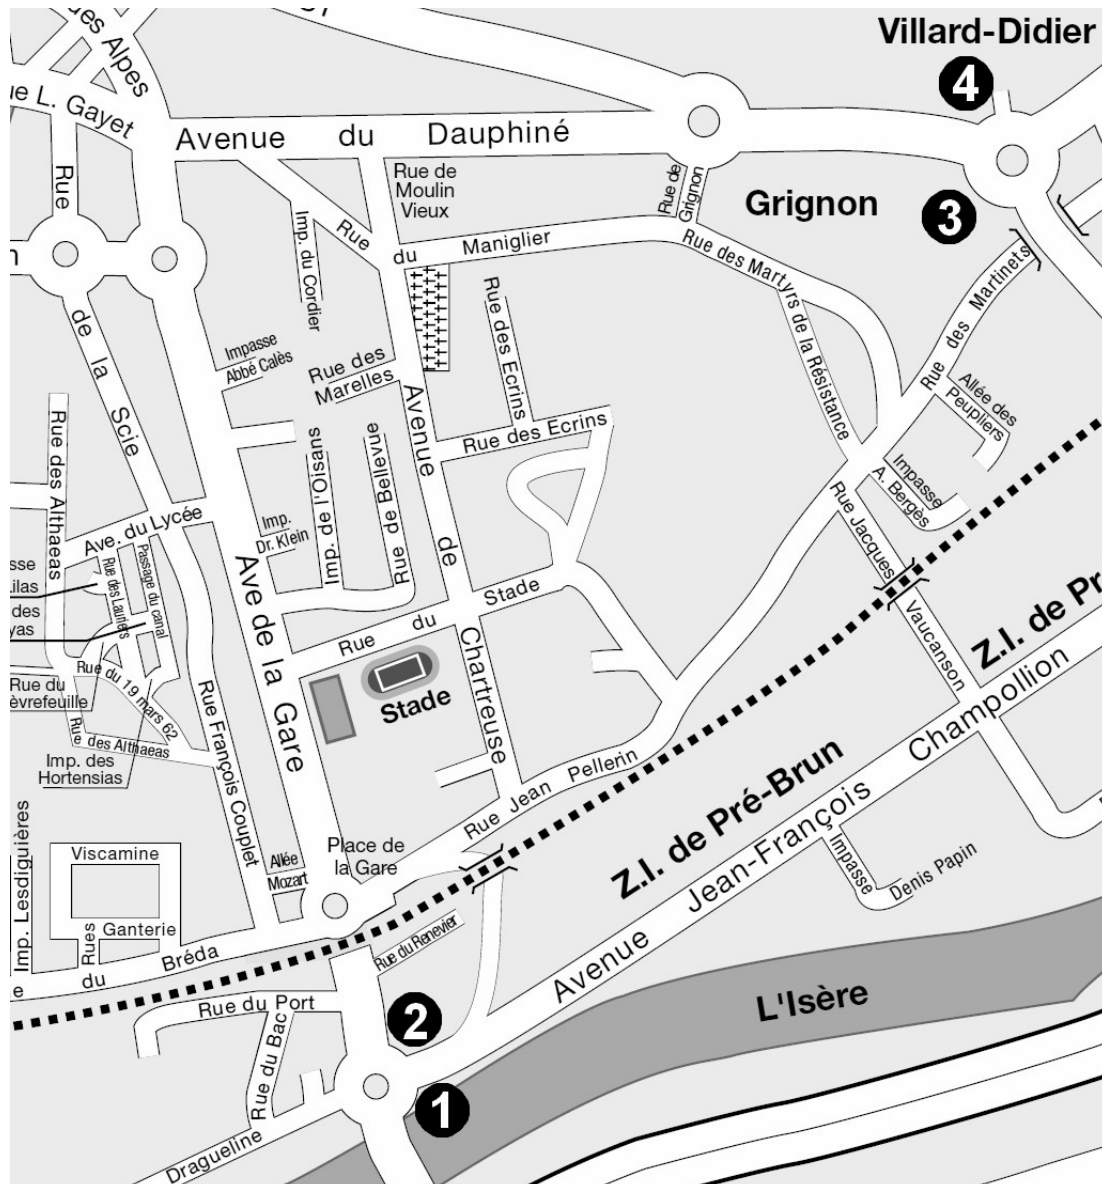 des Alpes
Villard-Didier
4
ue L. Gayet
Avenue du Dauphiné
Rue de
Moulin
Vieux
Rue de
Grignon
Grignon
3
Rue
de la Scie
Imp. du Cordier
Rue du Maniglier
Rue des Martyrs de la Résistance
Rue des Martinets
n
Impasse
Abbé Calès
Rue des
Marelles
Rue des Ecrins
Rue des Ecrins
Allée des
Peupliers
Impasse
A. Bergès
Rue des Althaeas
Ave. du Lycée
Imp.
Dr. Klein
Imp. de l'Oisans
Rue de Bellevue
Avenue de Chartreuse
Rue Jacques Vaucanson
sse
ilas
des
yas
Rue des Lauriers
Passage du canal
Ave de la Gare
Rue du Stade
Stade
Rue du
èvrefeuille
Rue du 19 mars 62
Rue des Althaeas
Imp. des
Hortensias
Rue François Couplet
Z.I. de Pr
Z.I. de Pré-Brun
Rue Jean Pellerin
Avenue Jean-François Champollion
Imp. Lesdiguières
Viscamine
Rues
Ganterie
Allée
Mozart
Place de
la Gare
Impasse
Denis Papin
e du Bréda
Rue du Renevier
Rue du Port
Rue du Bac
2
L'Isère
1
Dragueline